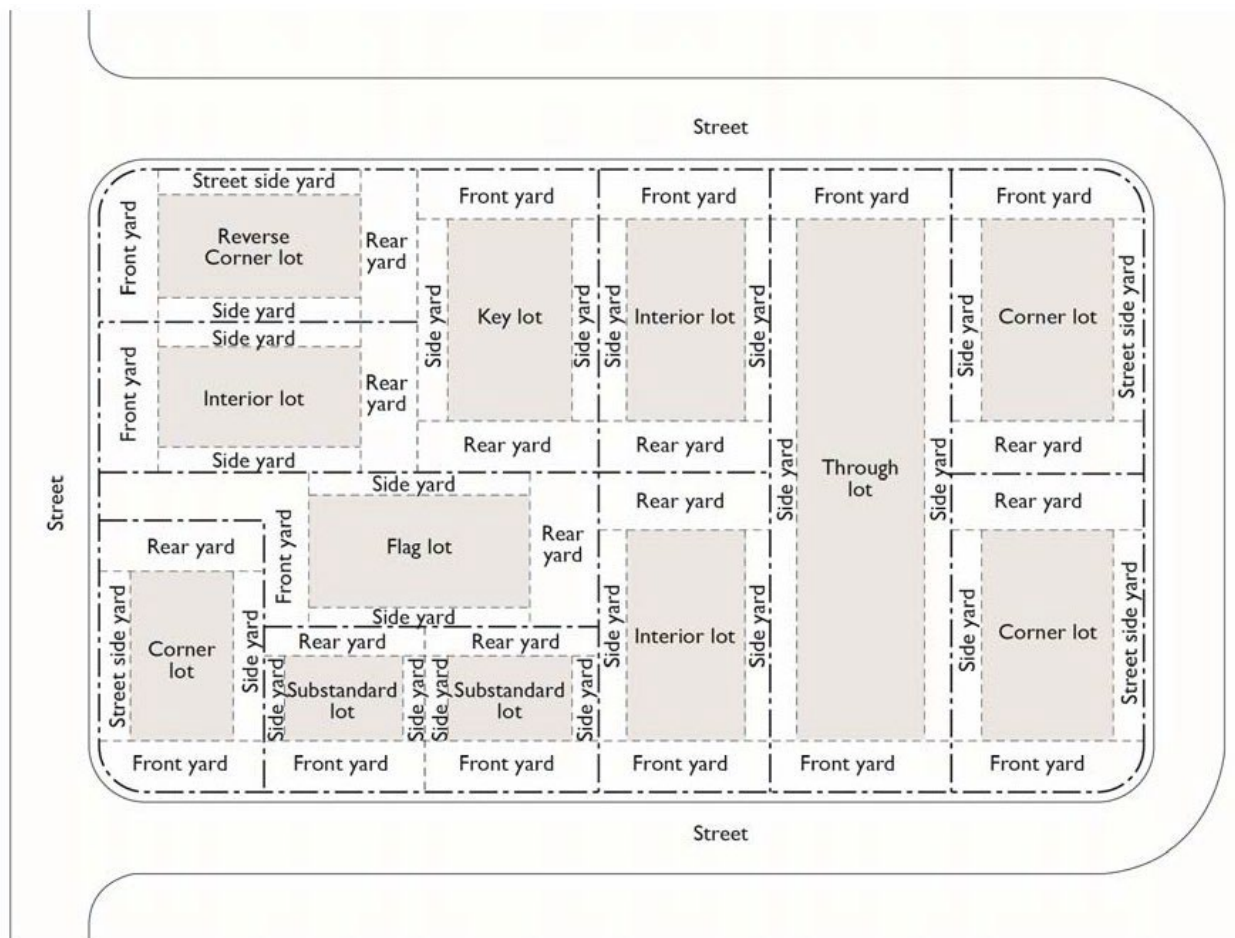 Street
Street side yard
Front yard
Reverse
Corner lot
Rear
yard
Side yard
Front yard
Side yard
Key lot
Side yard
Rear yard
Front yard
Side yard
Interior lot
Side yard
Rear yard
Front yard
Side yard
Through
lot
Side yard
Front yard
Front yard
Side yard
Corner lot
Street side yard
Rear yard
Side yard
Front yard
Interior lot
Rear
yard
Side yard
Street
Side yard
Front yard
Flag lot
Rear
yard
Side yard
Rear yard
Street side yard
Corner
lot
Side yard
Front yard
Rear yard
Side yard
Substandard
lot
Side yard
Front yard
Rear yard
Side yard
Substandard
lot
Side yard
Front yard
Rear yard
Side yard
Interior lot
Side yard
Front yard
Rear yard
Side yard
Corner lot
Street side yard
Front yard
Street